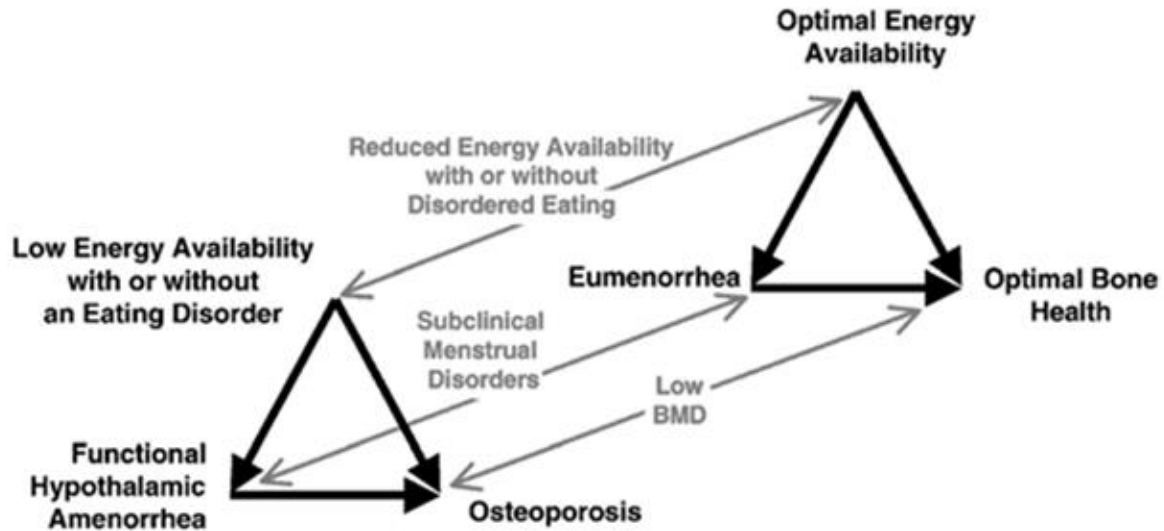 Optimal Energy
Availability
Reduced Energy Availability
with or without
Disordered Eating
Low Energy Availability
with or without
an Eating Disorder
Eumenorrhea
Optimal Bone
Health
Subclinical
Menstrual
Disorders
Low
BMD
Functional
Hypothalamic
Amenorrhea
Osteoporosis